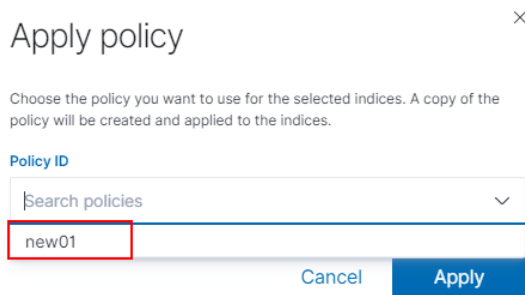 Apply policy
Choose the policy you want to use for the selected indices. A copy of the
policy will be created and applied to the indices.
Policy ID
Search policies
new01
Cancel
Apply